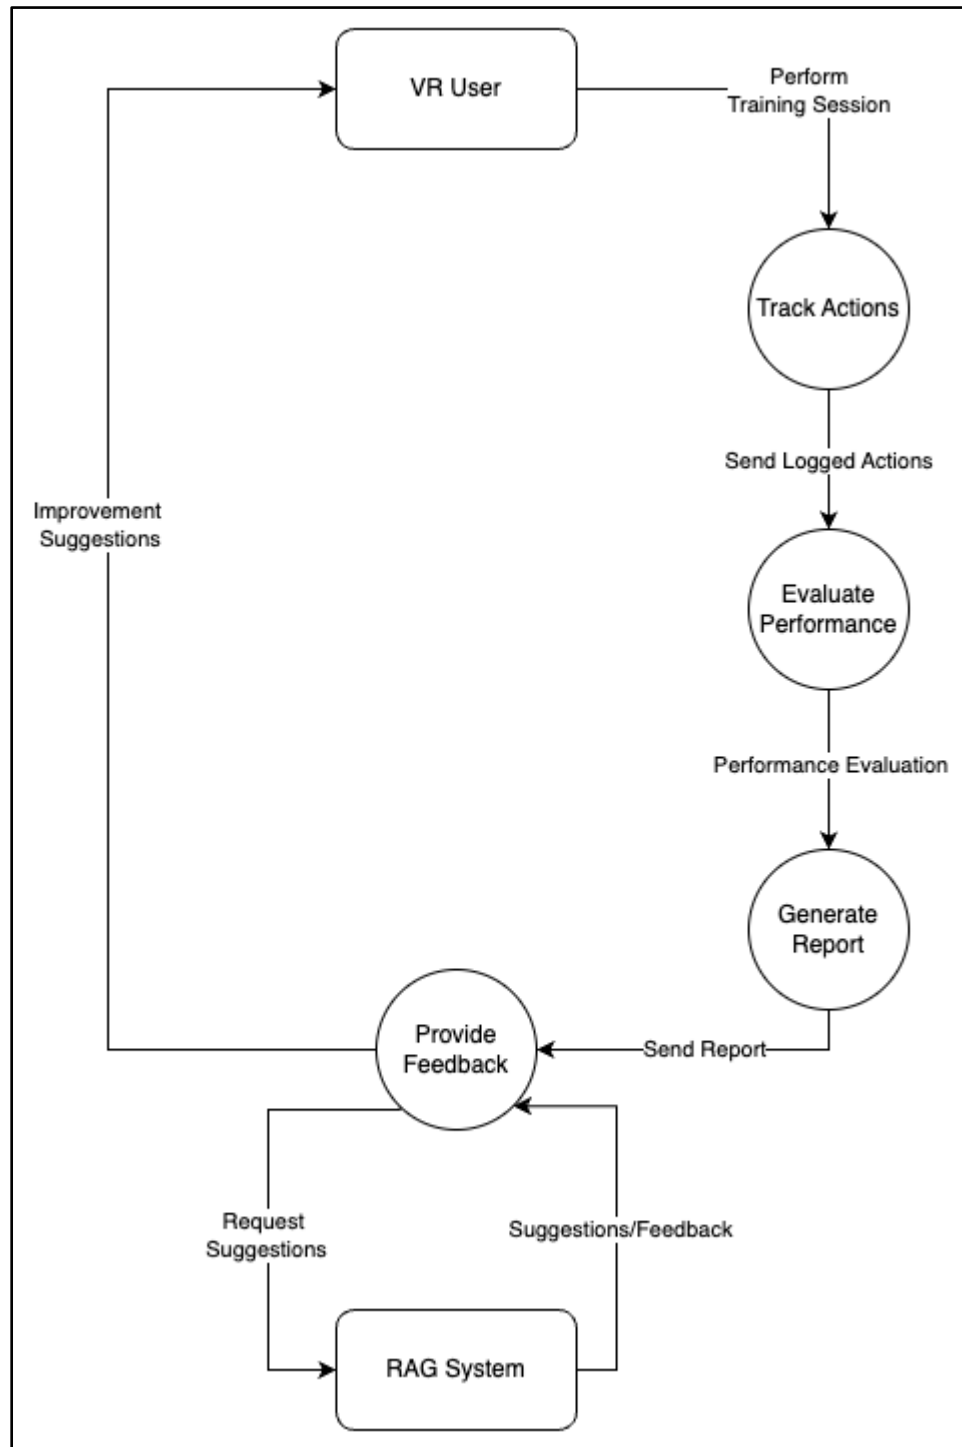 VR User
Perform
Training Session
Track Actions
Send Logged Actions
Improvement
Suggestions
Evaluate
Performance
Performance Evaluation
Generate
Report
Provide
Feedback
Send Report
Request
Suggestions
Suggestions/Feedback
RAG System